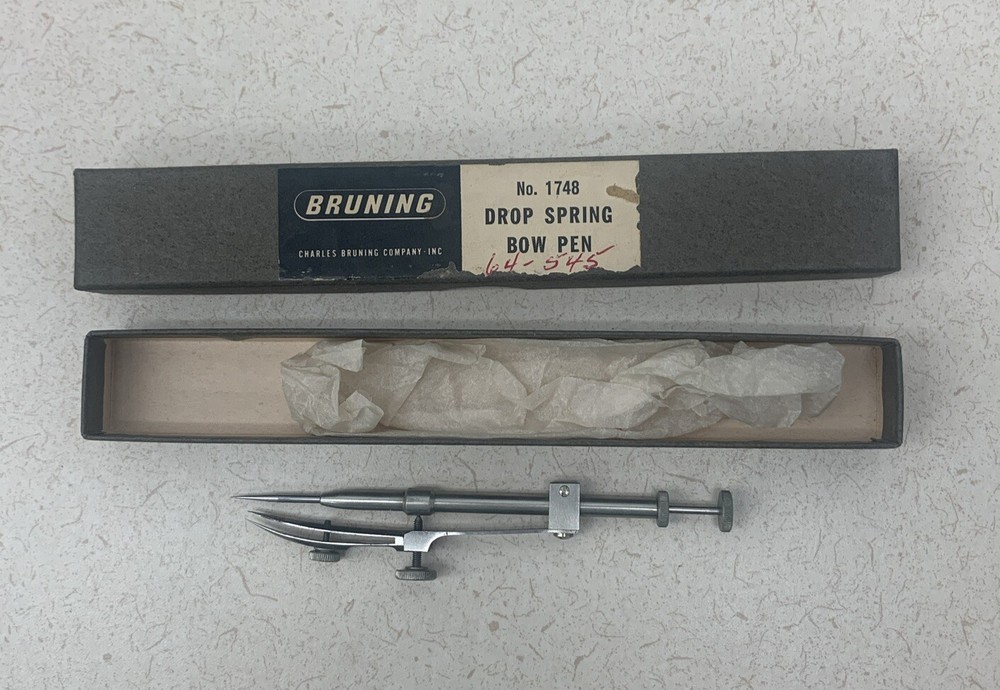 BRUNING
CHARLES BRUNING COMPANY · INC
No. 1748
DROP SPRING
BOW PEN
64-545